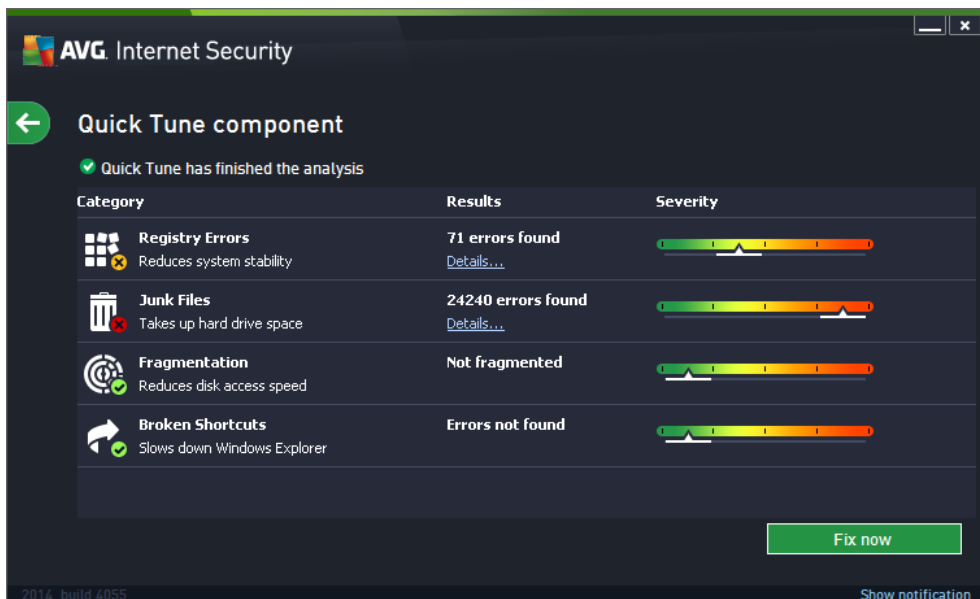 AVG. Internet Security
Quick Tune component
Quick Tune has finished the analysis
Category Results Severity
Registry Errors 71 errors found
Reduces system stability Details...
Junk Files 24240 errors found
Takes up hard drive space Details...
Fragmentation Not fragmented
Reduces disk access speed
Broken Shortcuts Errors not found
Slows down Windows Explorer
Fix now
2014 build 4055 Show notification